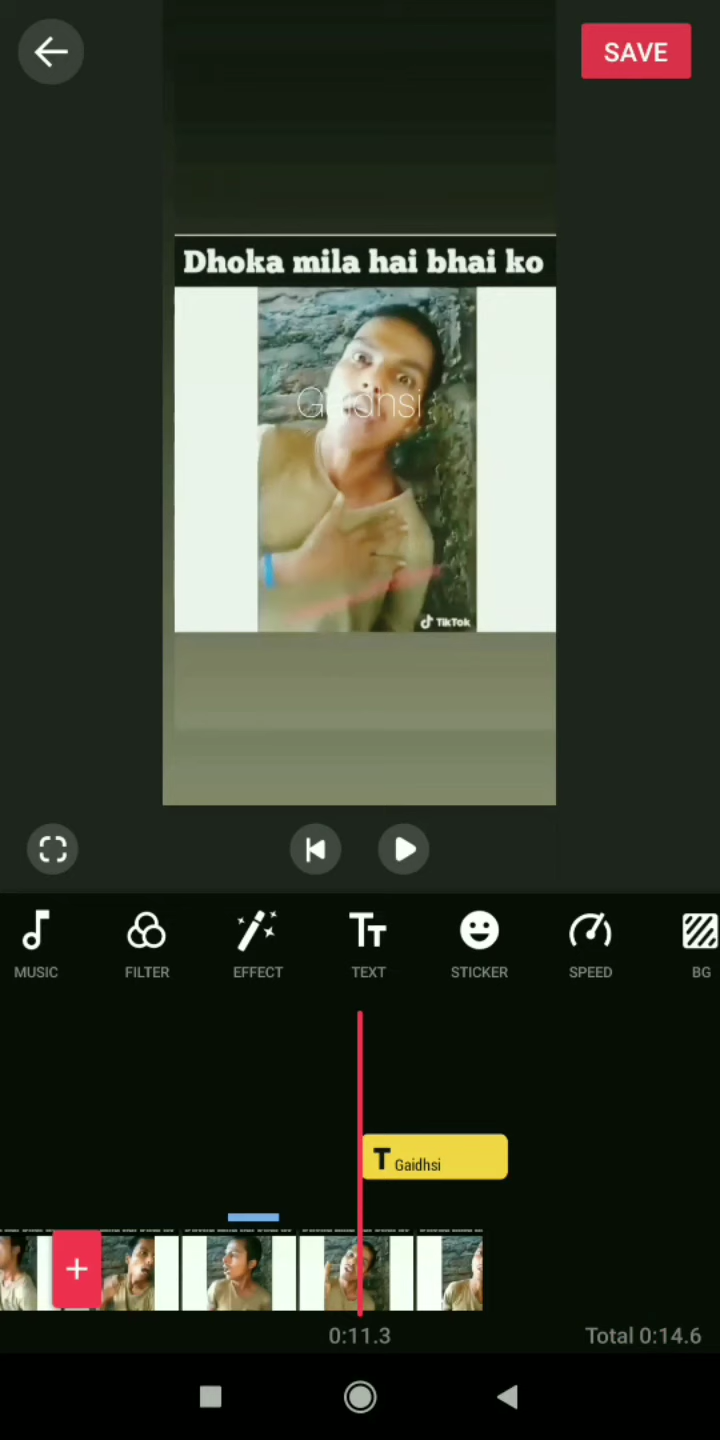 SAVE
Dhoka mila hai bhai ko
TikTok
MUSIC
FILTER
EFFECT
TEXT
STICKER
SPEED
BG
T Gaidhsi
0:11.3
Total 0:14.6